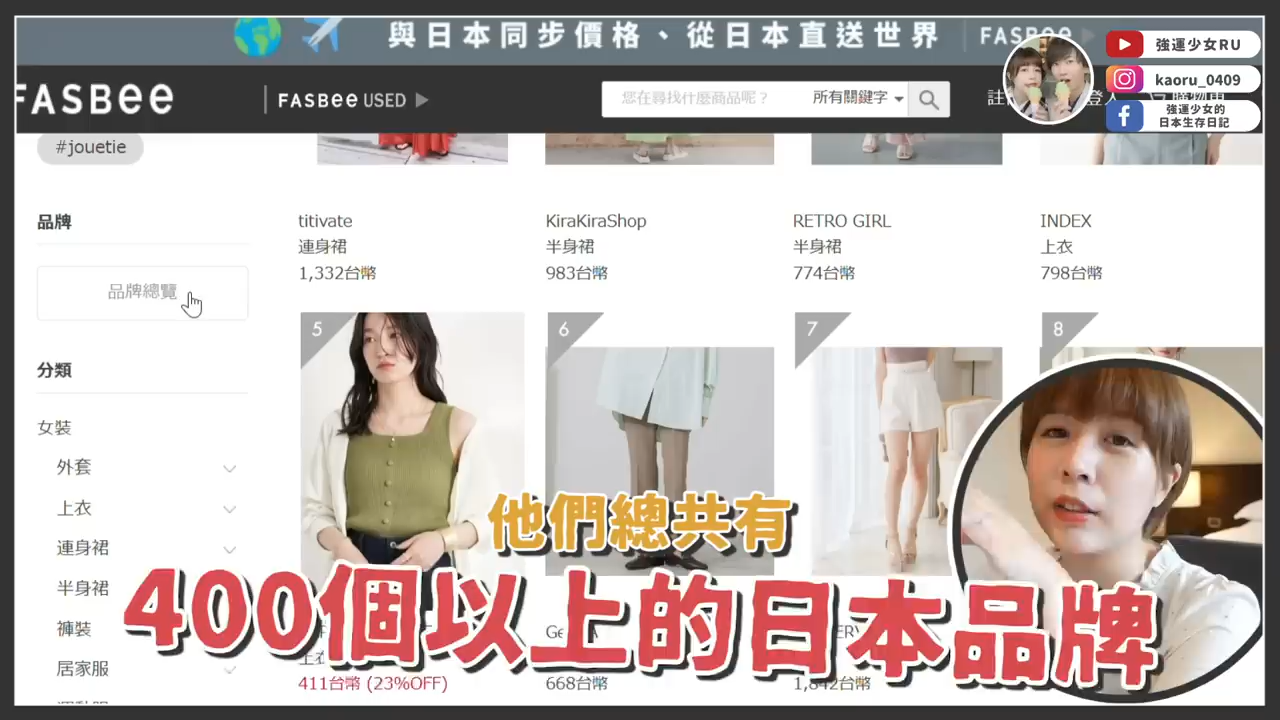 與日本同步價格、從日本直送世界
FASBEE
FASBee
FASBee USED
您在尋找什麼商品呢？
所有關鍵字
強運少女RU
kaoru_0409
強運少女的
日本生存日記
#jouetie
品牌
品牌總覽
分類
女裝
外套
上衣
連身裙
半身裙
褲裝
居家服
titivate
連身裙
1,332台幣
KiraKiraShop
半身裙
983台幣
RETRO GIRL
半身裙
774台幣
INDEX
上衣
798台幣
5
6
7
8
他們總共有
400個以上的日本品牌
上衣
411台幣 (23%OFF)
668台幣
1,842台幣